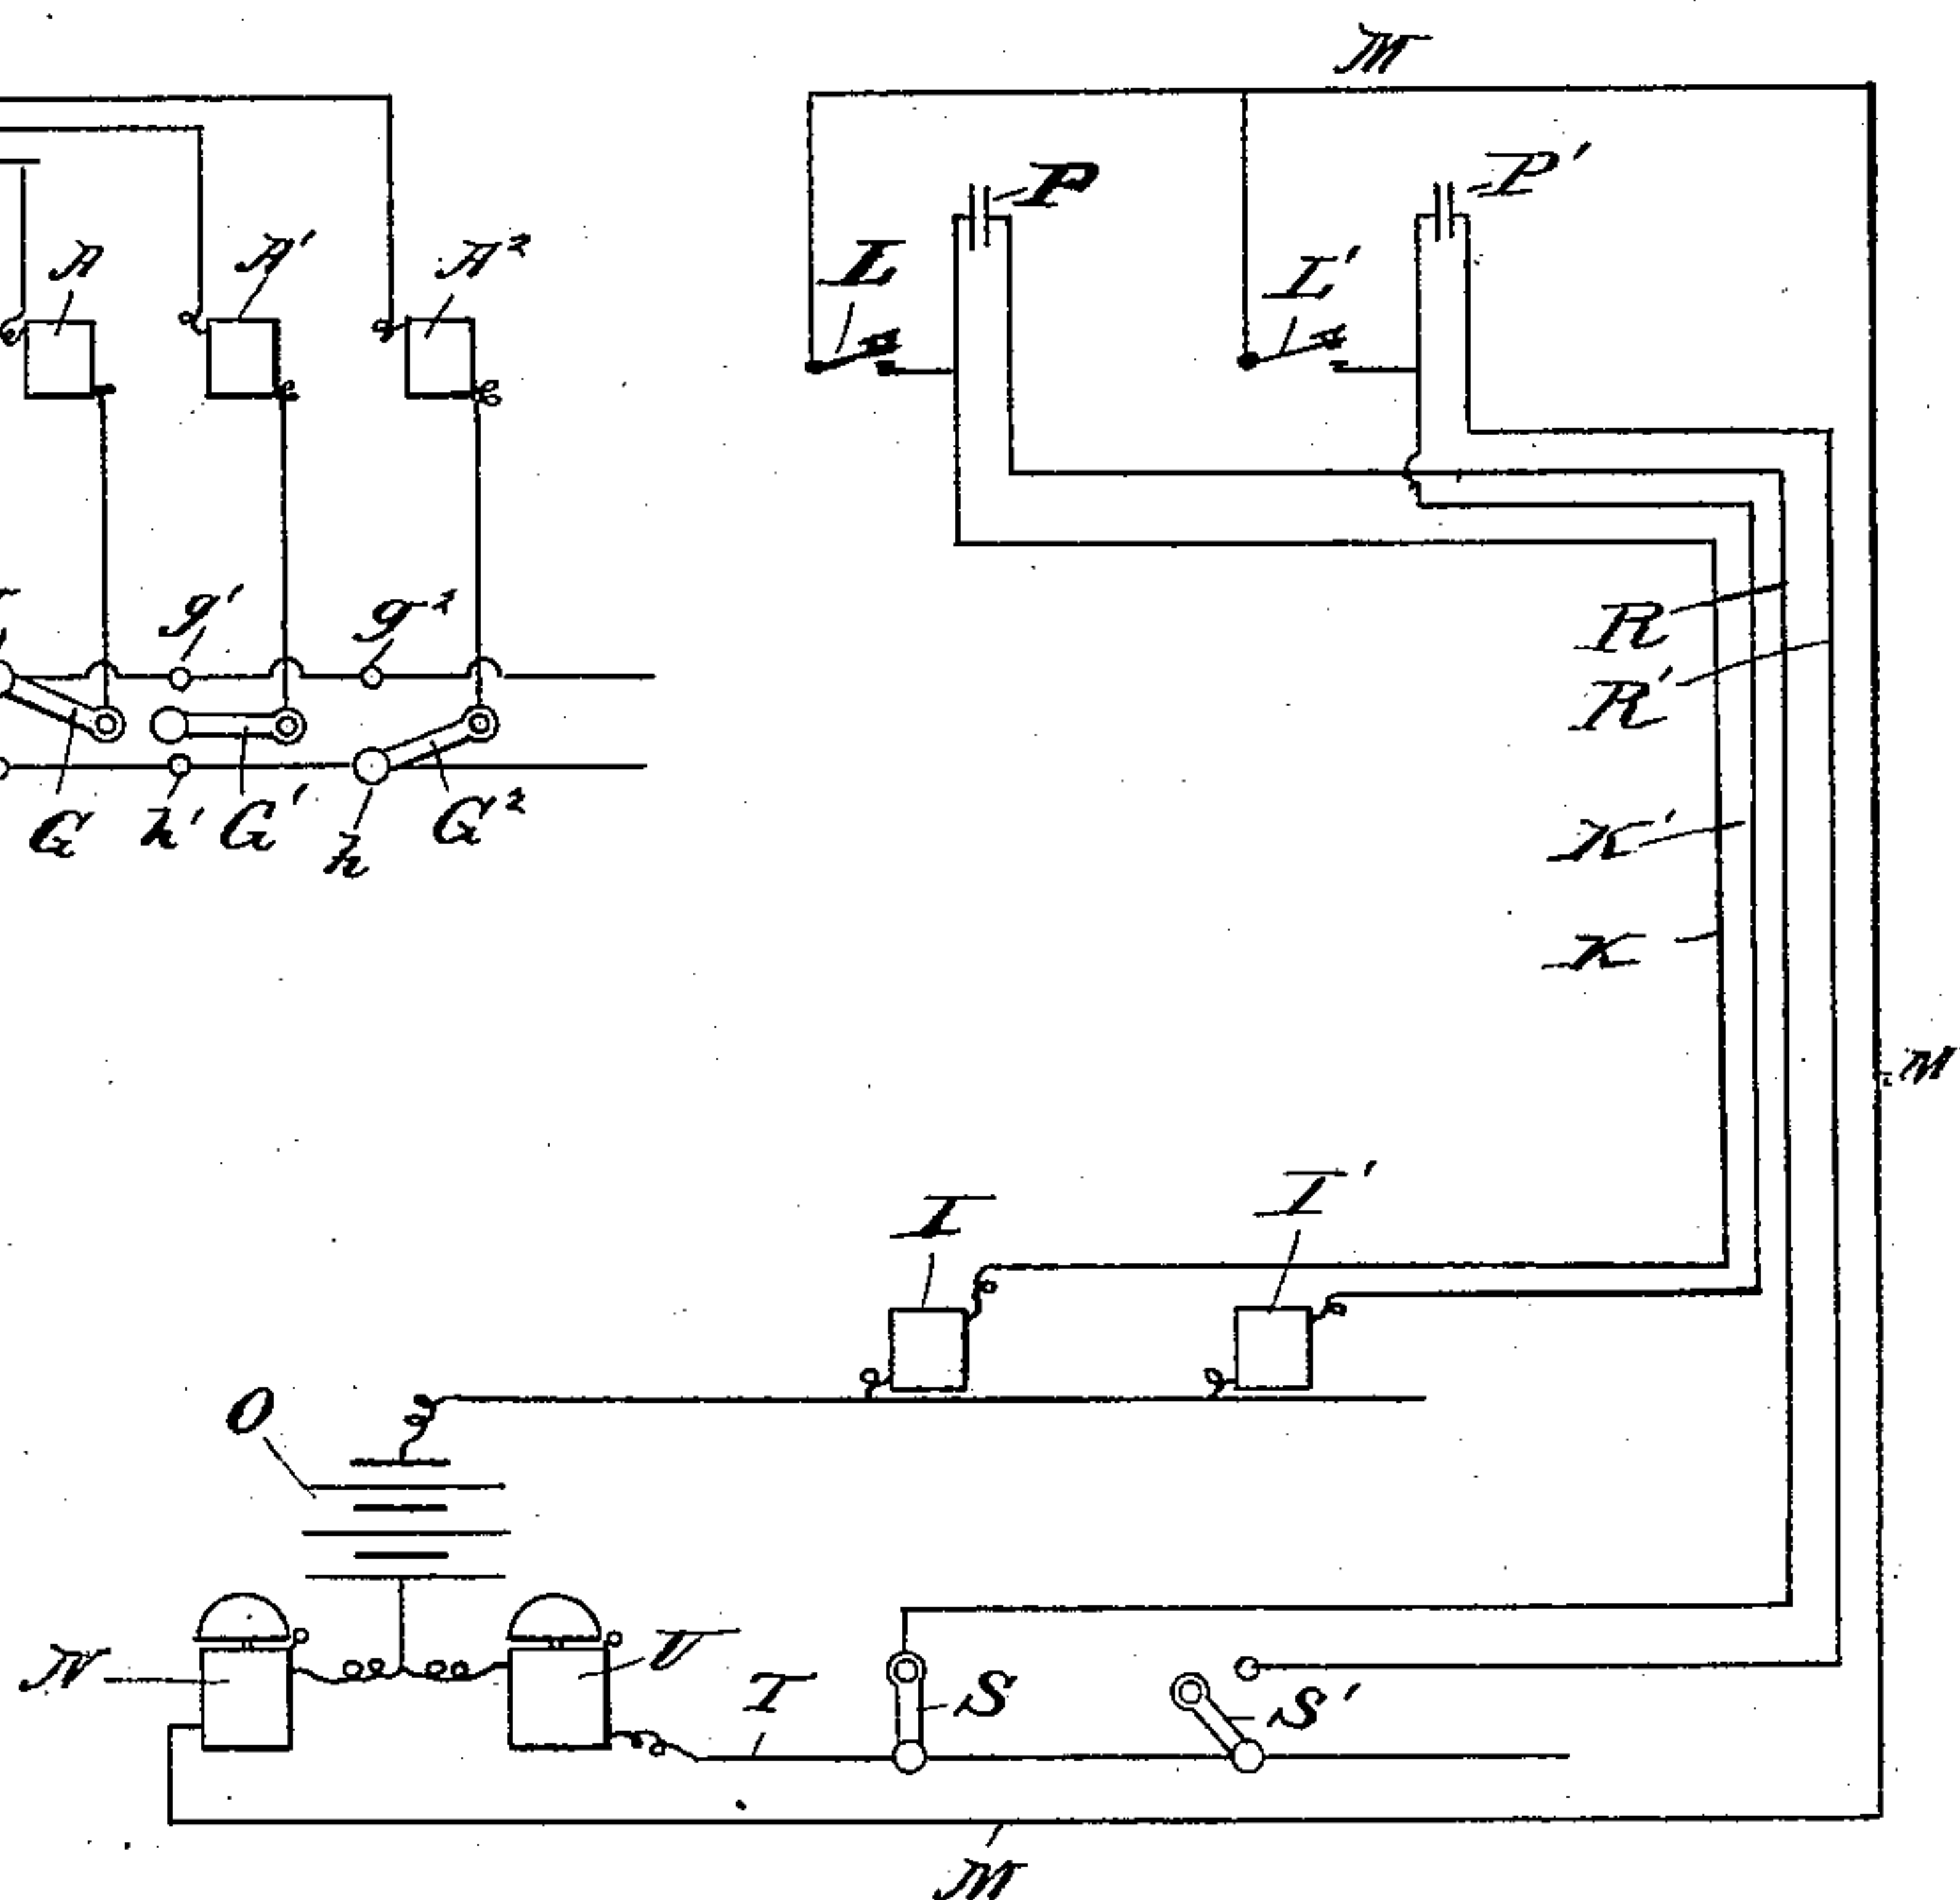 M
P P'
A A' A²
L L'
g' g²
R
R'
G h' G' h G²
K'
K
M
I I'
O
N U T S S'
M